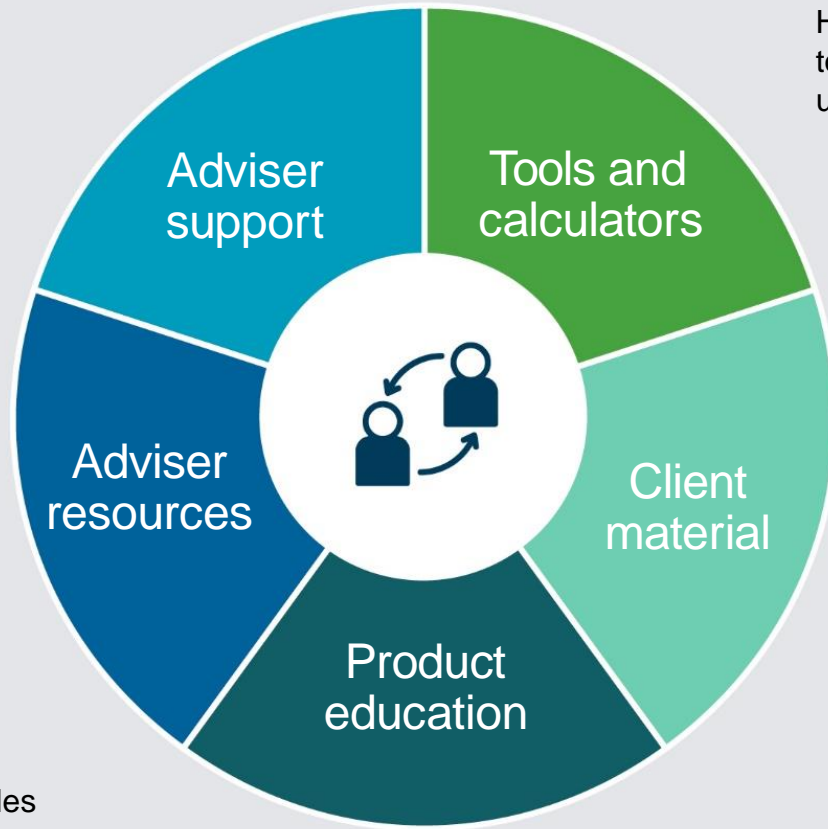 Adviser
support
Tools and
calculators
Adviser
resources
Client
material
Product
education